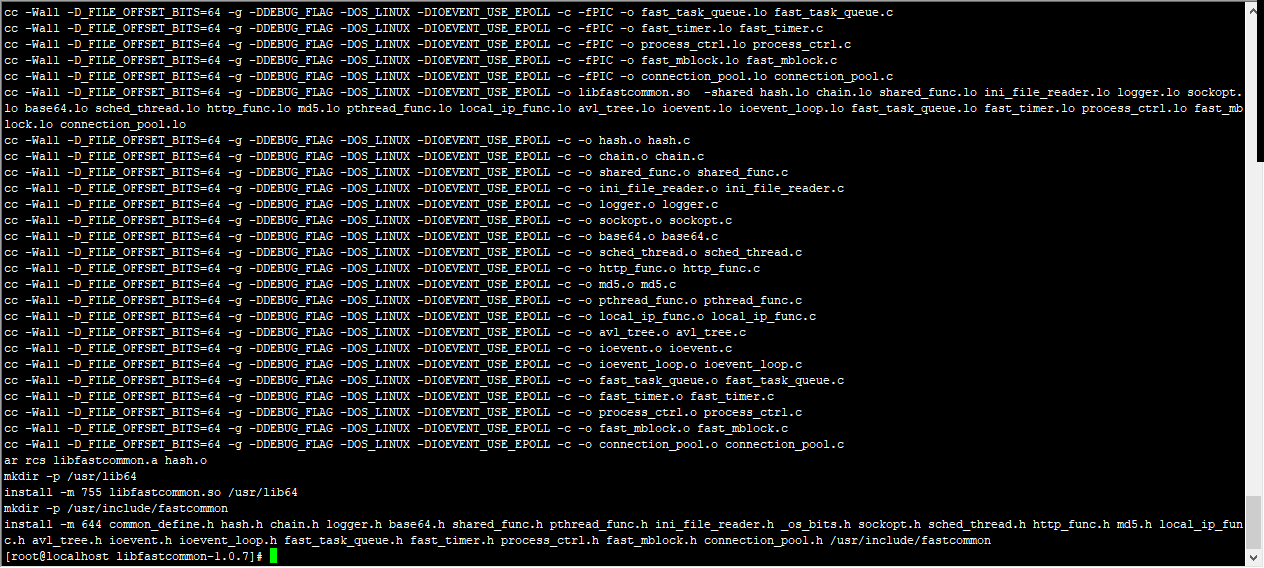 cc -Wall -D_FILE_OFFSET_BITS=64 -g -DDEBUG_FLAG -DOS_LINUX -DIOEVENT_USE_EPOLL -c -fPIC -o fast_task_queue.lo fast_task_queue.c
cc -Wall -D_FILE_OFFSET_BITS=64 -g -DDEBUG_FLAG -DOS_LINUX -DIOEVENT_USE_EPOLL -c -fPIC -o fast_timer.lo fast_timer.c
cc -Wall -D_FILE_OFFSET_BITS=64 -g -DDEBUG_FLAG -DOS_LINUX -DIOEVENT_USE_EPOLL -c -fPIC -o process_ctrl.lo process_ctrl.c
cc -Wall -D_FILE_OFFSET_BITS=64 -g -DDEBUG_FLAG -DOS_LINUX -DIOEVENT_USE_EPOLL -c -fPIC -o fast_mblock.lo fast_mblock.c
cc -Wall -D_FILE_OFFSET_BITS=64 -g -DDEBUG_FLAG -DOS_LINUX -DIOEVENT_USE_EPOLL -c -fPIC -o connection_pool.lo connection_pool.c
cc -Wall -D_FILE_OFFSET_BITS=64 -g -DDEBUG_FLAG -DOS_LINUX -DIOEVENT_USE_EPOLL -o libfastcommon.so  -shared hash.lo chain.lo shared_func.lo ini_file_reader.lo logger.lo sockopt.
lo base64.lo sched_thread.lo http_func.lo md5.lo pthread_func.lo local_ip_func.lo avl_tree.lo ioevent.lo ioevent_loop.lo fast_task_queue.lo fast_timer.lo process_ctrl.lo fast_mb
lock.lo connection_pool.lo
cc -Wall -D_FILE_OFFSET_BITS=64 -g -DDEBUG_FLAG -DOS_LINUX -DIOEVENT_USE_EPOLL -c -o hash.o hash.c
cc -Wall -D_FILE_OFFSET_BITS=64 -g -DDEBUG_FLAG -DOS_LINUX -DIOEVENT_USE_EPOLL -c -o chain.o chain.c
cc -Wall -D_FILE_OFFSET_BITS=64 -g -DDEBUG_FLAG -DOS_LINUX -DIOEVENT_USE_EPOLL -c -o shared_func.o shared_func.c
cc -Wall -D_FILE_OFFSET_BITS=64 -g -DDEBUG_FLAG -DOS_LINUX -DIOEVENT_USE_EPOLL -c -o ini_file_reader.o ini_file_reader.c
cc -Wall -D_FILE_OFFSET_BITS=64 -g -DDEBUG_FLAG -DOS_LINUX -DIOEVENT_USE_EPOLL -c -o logger.o logger.c
cc -Wall -D_FILE_OFFSET_BITS=64 -g -DDEBUG_FLAG -DOS_LINUX -DIOEVENT_USE_EPOLL -c -o sockopt.o sockopt.c
cc -Wall -D_FILE_OFFSET_BITS=64 -g -DDEBUG_FLAG -DOS_LINUX -DIOEVENT_USE_EPOLL -c -o base64.o base64.c
cc -Wall -D_FILE_OFFSET_BITS=64 -g -DDEBUG_FLAG -DOS_LINUX -DIOEVENT_USE_EPOLL -c -o sched_thread.o sched_thread.c
cc -Wall -D_FILE_OFFSET_BITS=64 -g -DDEBUG_FLAG -DOS_LINUX -DIOEVENT_USE_EPOLL -c -o http_func.o http_func.c
cc -Wall -D_FILE_OFFSET_BITS=64 -g -DDEBUG_FLAG -DOS_LINUX -DIOEVENT_USE_EPOLL -c -o md5.o md5.c
cc -Wall -D_FILE_OFFSET_BITS=64 -g -DDEBUG_FLAG -DOS_LINUX -DIOEVENT_USE_EPOLL -c -o pthread_func.o pthread_func.c
cc -Wall -D_FILE_OFFSET_BITS=64 -g -DDEBUG_FLAG -DOS_LINUX -DIOEVENT_USE_EPOLL -c -o local_ip_func.o local_ip_func.c
cc -Wall -D_FILE_OFFSET_BITS=64 -g -DDEBUG_FLAG -DOS_LINUX -DIOEVENT_USE_EPOLL -c -o avl_tree.o avl_tree.c
cc -Wall -D_FILE_OFFSET_BITS=64 -g -DDEBUG_FLAG -DOS_LINUX -DIOEVENT_USE_EPOLL -c -o ioevent.o ioevent.c
cc -Wall -D_FILE_OFFSET_BITS=64 -g -DDEBUG_FLAG -DOS_LINUX -DIOEVENT_USE_EPOLL -c -o ioevent_loop.o ioevent_loop.c
cc -Wall -D_FILE_OFFSET_BITS=64 -g -DDEBUG_FLAG -DOS_LINUX -DIOEVENT_USE_EPOLL -c -o fast_task_queue.o fast_task_queue.c
cc -Wall -D_FILE_OFFSET_BITS=64 -g -DDEBUG_FLAG -DOS_LINUX -DIOEVENT_USE_EPOLL -c -o fast_timer.o fast_timer.c
cc -Wall -D_FILE_OFFSET_BITS=64 -g -DDEBUG_FLAG -DOS_LINUX -DIOEVENT_USE_EPOLL -c -o process_ctrl.o process_ctrl.c
cc -Wall -D_FILE_OFFSET_BITS=64 -g -DDEBUG_FLAG -DOS_LINUX -DIOEVENT_USE_EPOLL -c -o fast_mblock.o fast_mblock.c
cc -Wall -D_FILE_OFFSET_BITS=64 -g -DDEBUG_FLAG -DOS_LINUX -DIOEVENT_USE_EPOLL -c -o connection_pool.o connection_pool.c
ar rcs libfastcommon.a hash.o
mkdir -p /usr/lib64
install -m 755 libfastcommon.so /usr/lib64
mkdir -p /usr/include/fastcommon
install -m 644 common_define.h hash.h chain.h logger.h base64.h shared_func.h pthread_func.h ini_file_reader.h _os_bits.h sockopt.h sched_thread.h http_func.h md5.h local_ip_fun
c.h avl_tree.h ioevent.h ioevent_loop.h fast_task_queue.h fast_timer.h process_ctrl.h fast_mblock.h connection_pool.h /usr/include/fastcommon
[root@localhost libfastcommon-1.0.7]#